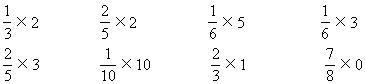 1/3 × 2    2/5 × 2    1/6 × 5    1/6 × 3
2/5 × 3    1/10 × 10    2/3 × 1    7/8 × 0